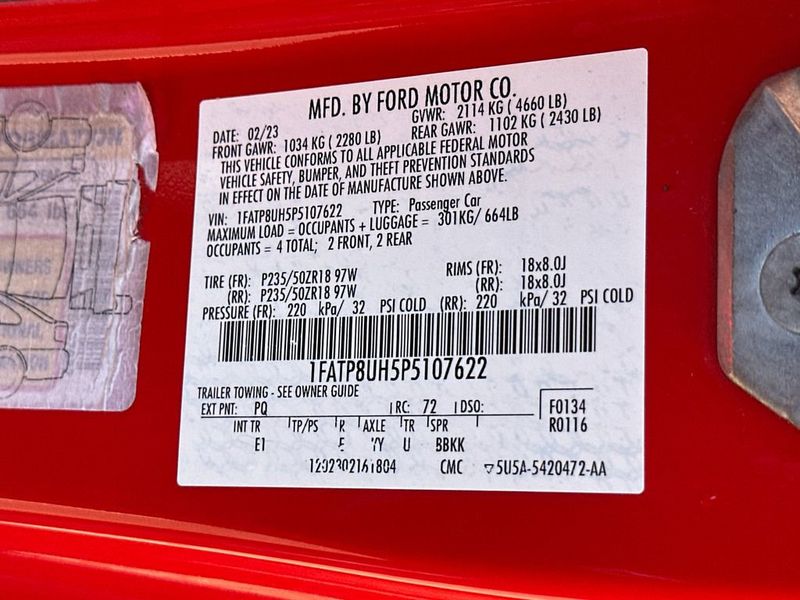 MFD. BY FORD MOTOR CO.
DATE: 02/23 GVWR: 2114 KG ( 4660 LB)
FRONT GAWR: 1034 KG ( 2280 LB) REAR GAWR: 1102 KG ( 2430 LB)
THIS VEHICLE CONFORMS TO ALL APPLICABLE FEDERAL MOTOR
VEHICLE SAFETY, BUMPER, AND THEFT PREVENTION STANDARDS
IN EFFECT ON THE DATE OF MANUFACTURE SHOWN ABOVE.
VIN: 1FATP8UH5P5107622 TYPE: Passenger Car
MAXIMUM LOAD = OCCUPANTS + LUGGAGE = 301KG/ 664LB
OCCUPANTS = 4 TOTAL; 2 FRONT, 2 REAR
TIRE (FR): P235/50ZR18 97W RIMS (FR): 18x8.0J
(RR): P235/50ZR18 97W (RR): 18x8.0J
PRESSURE (FR): 220 kPa/ 32 PSI COLD (RR): 220 kPa/ 32 PSI COLD
1FATP8UH5P5107622
TRAILER TOWING - SEE OWNER GUIDE
EXT PNT: PQ RC: 72 DSO: F0134
INT TR TP/PS R AXLE TR SPR R0116
E1 E YY U BBKK
1202302161804 CMC 5U5A-5420472-AA